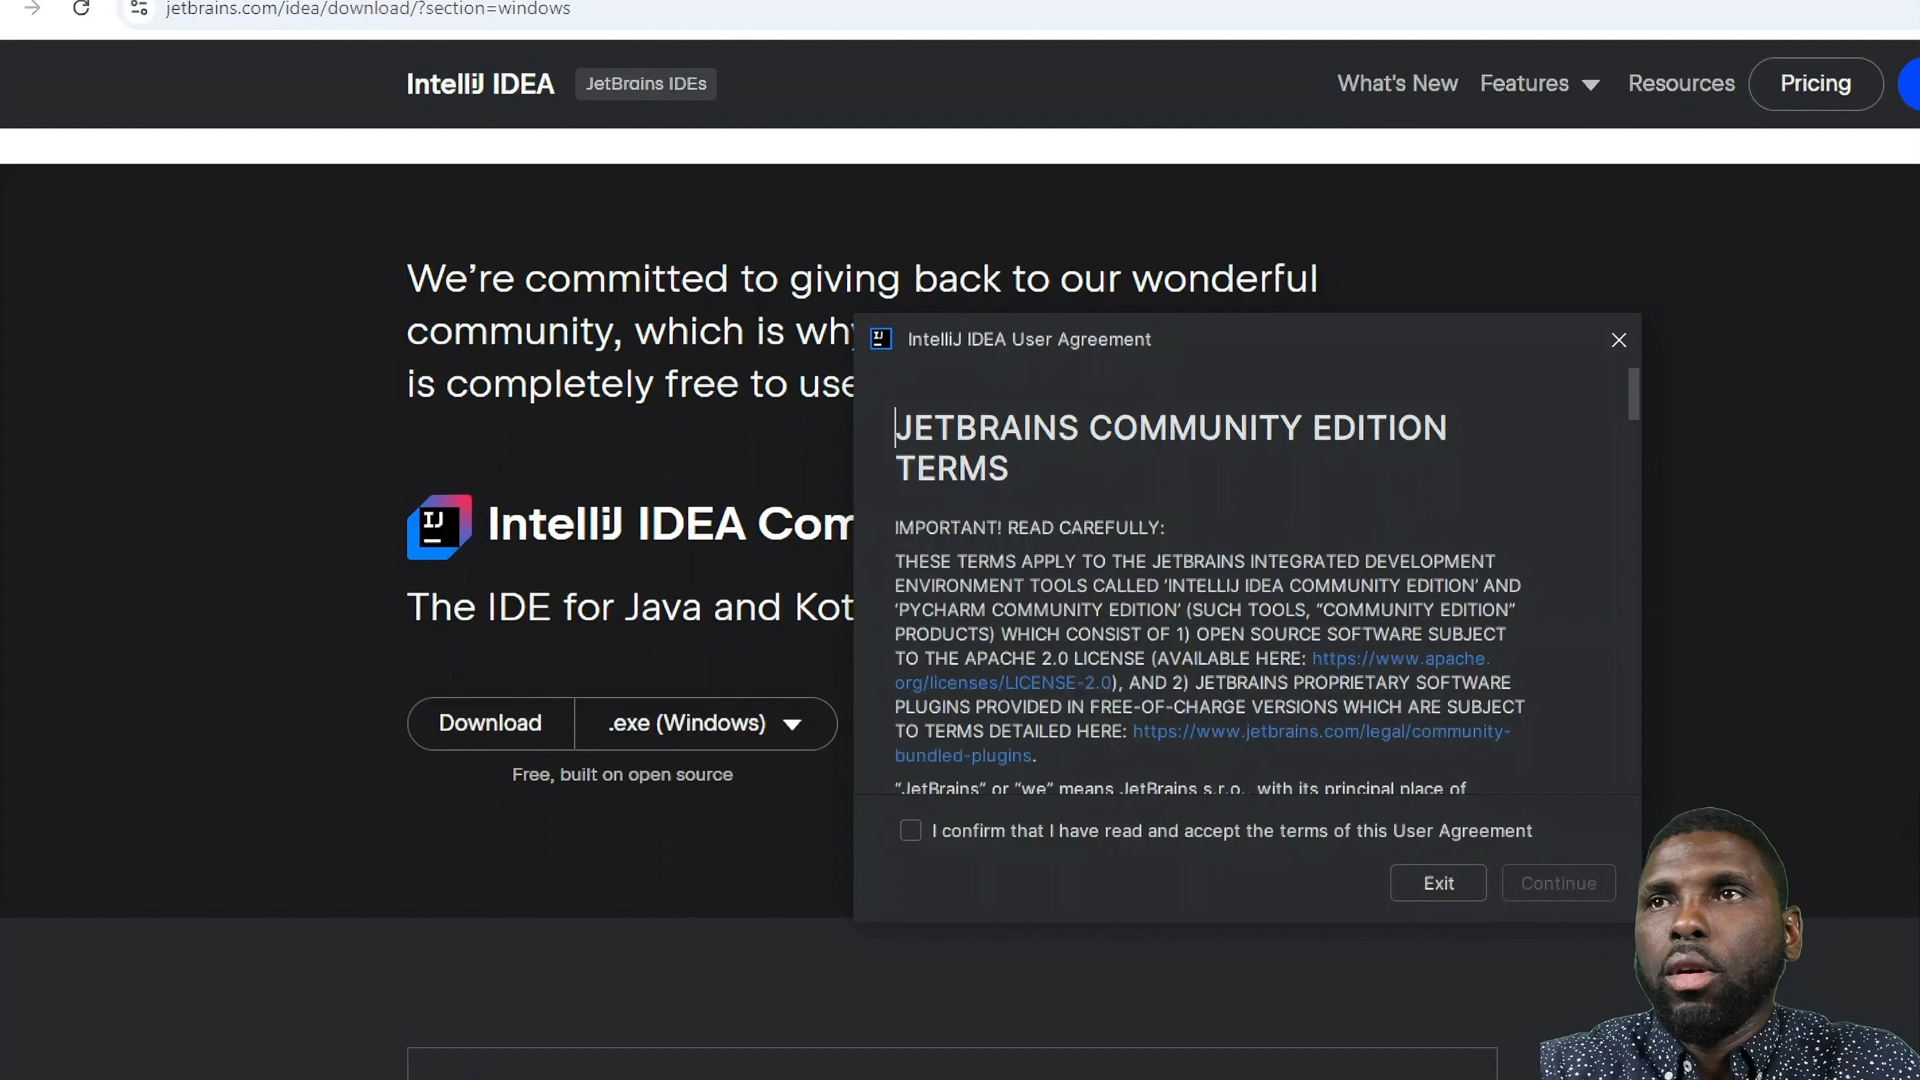 jetbrains.com/idea/download/?section=windows
IntelliJ IDEA
JetBrains IDEs
What's New
Features
Resources
Pricing
We're committed to giving back to our wonderful
community, which is why
is completely free to use
IJ
IntelliJ IDEA Com
The IDE for Java and Kot
Download
.exe (Windows)
Free, built on open source
IJ
IntelliJ IDEA User Agreement
JETBRAINS COMMUNITY EDITION
TERMS
IMPORTANT! READ CAREFULLY:
THESE TERMS APPLY TO THE JETBRAINS INTEGRATED DEVELOPMENT
ENVIRONMENT TOOLS CALLED 'INTELLIJ IDEA COMMUNITY EDITION' AND
'PYCHARM COMMUNITY EDITION' (SUCH TOOLS, “COMMUNITY EDITION”
PRODUCTS) WHICH CONSIST OF 1) OPEN SOURCE SOFTWARE SUBJECT
TO THE APACHE 2.0 LICENSE (AVAILABLE HERE: https://www.apache.
org/licenses/LICENSE-2.0), AND 2) JETBRAINS PROPRIETARY SOFTWARE
PLUGINS PROVIDED IN FREE-OF-CHARGE VERSIONS WHICH ARE SUBJECT
TO TERMS DETAILED HERE: https://www.jetbrains.com/legal/community-
bundled-plugins.
“JetBrains” or “we” means JetBrains s.r.o., with its principal place of
I confirm that I have read and accept the terms of this User Agreement
Exit
Continue